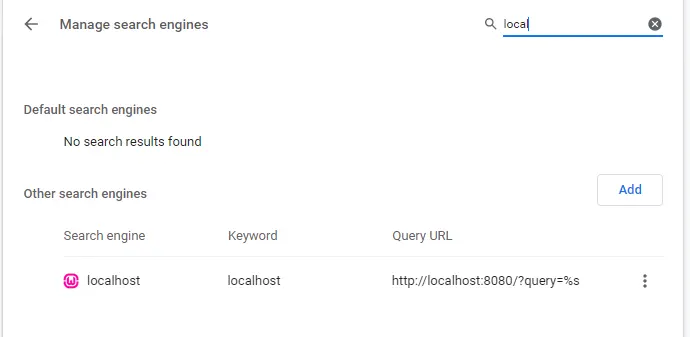 Manage search engines
local
Default search engines
No search results found
Other search engines
Add
Search engine Keyword Query URL
localhost localhost http://localhost:8080/?query=%s